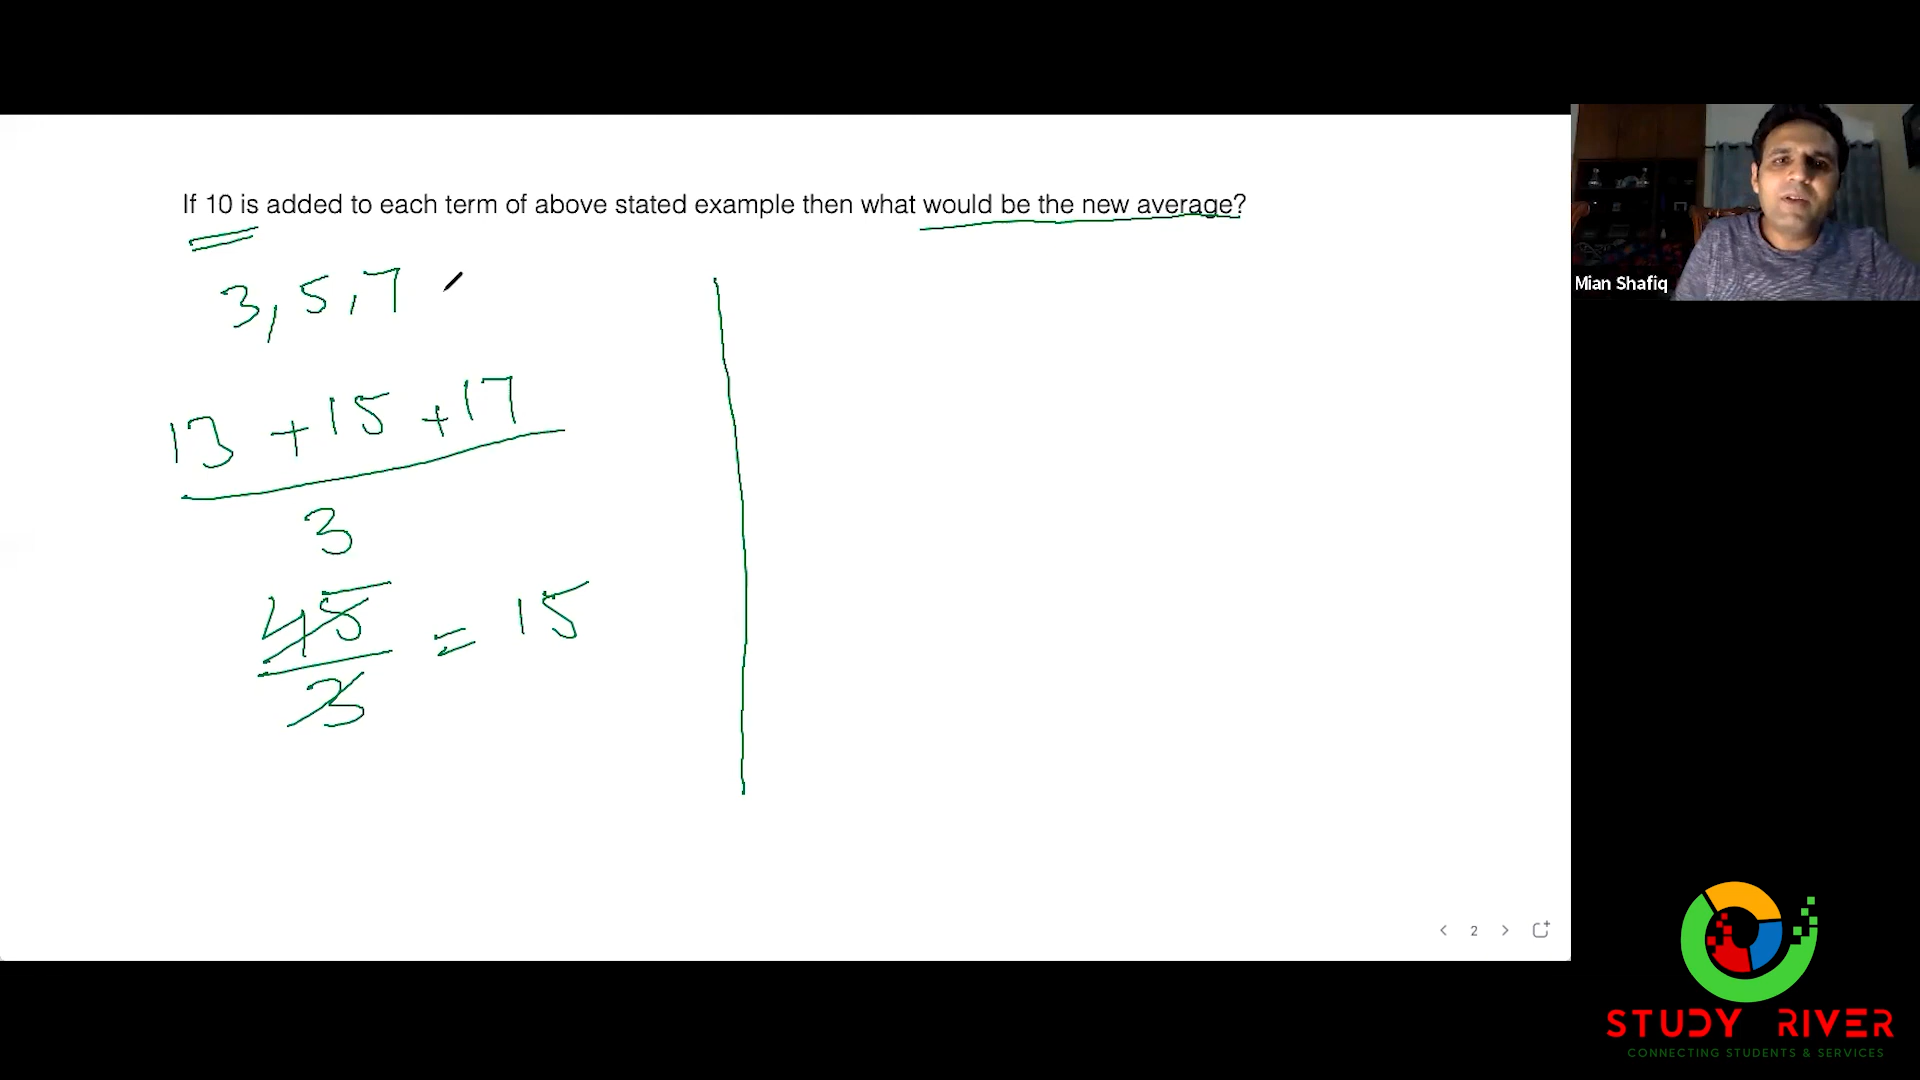 If 10 is added to each term of above stated example then what would be the new average?
3, 5, 7
13 + 15 + 17
3
45
3
= 15
Mian Shafiq
2
STUDY RIVER
CONNECTING STUDENTS & SERVICES